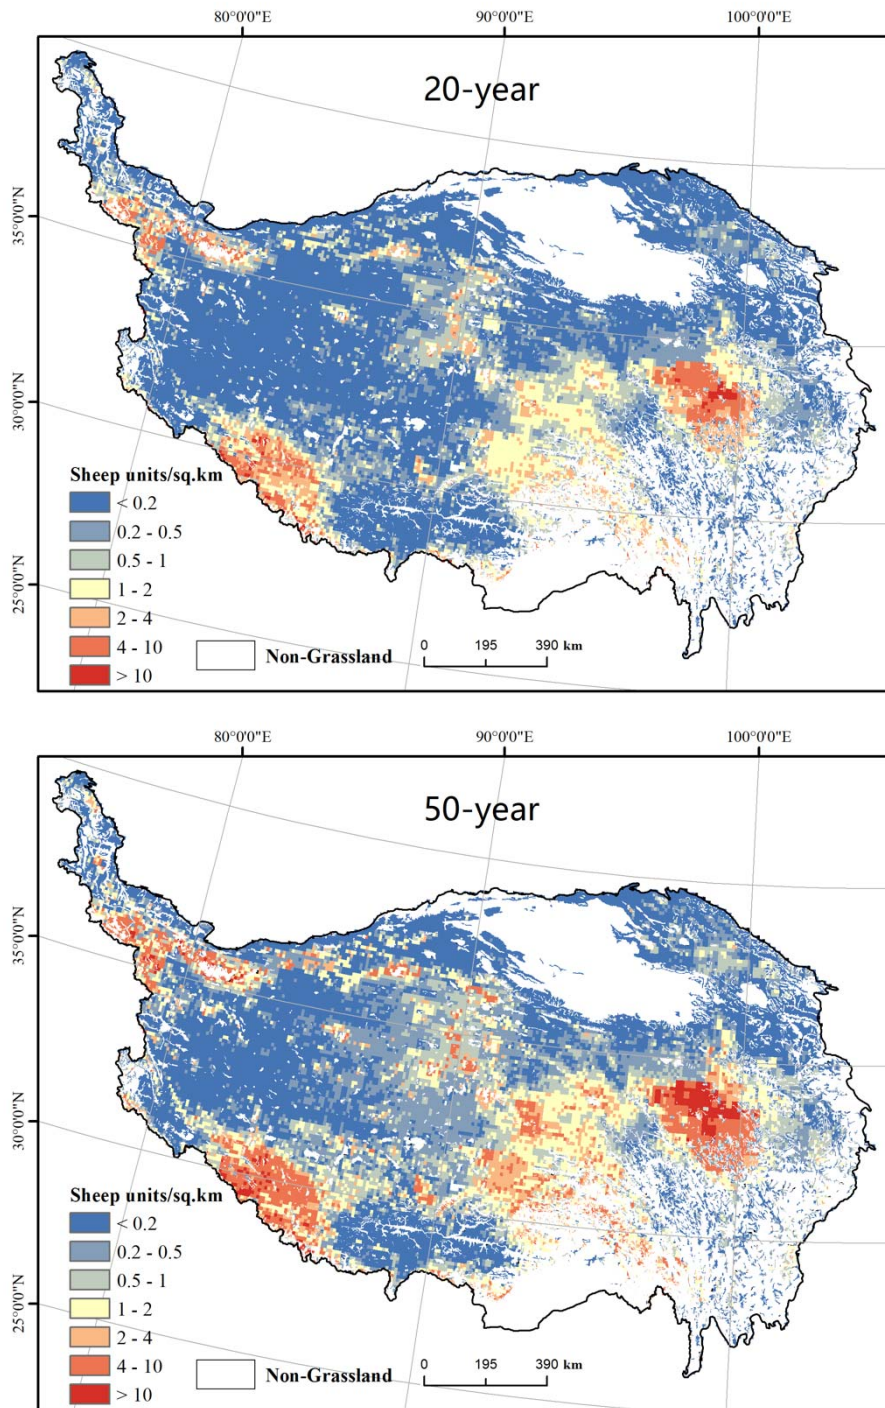 80°0'0"E 90°0'0"E 100°0'0"E
20-year
35°0'0"N
30°0'0"N
25°0'0"N
Sheep units/sq.km
< 0.2
0.2 - 0.5
0.5 - 1
1 - 2
2 - 4
4 - 10
> 10
Non-Grassland
0 195 390 km
80°0'0"E 90°0'0"E 100°0'0"E
50-year
35°0'0"N
30°0'0"N
25°0'0"N
Sheep units/sq.km
< 0.2
0.2 - 0.5
0.5 - 1
1 - 2
2 - 4
4 - 10
> 10
Non-Grassland
0 195 390 km